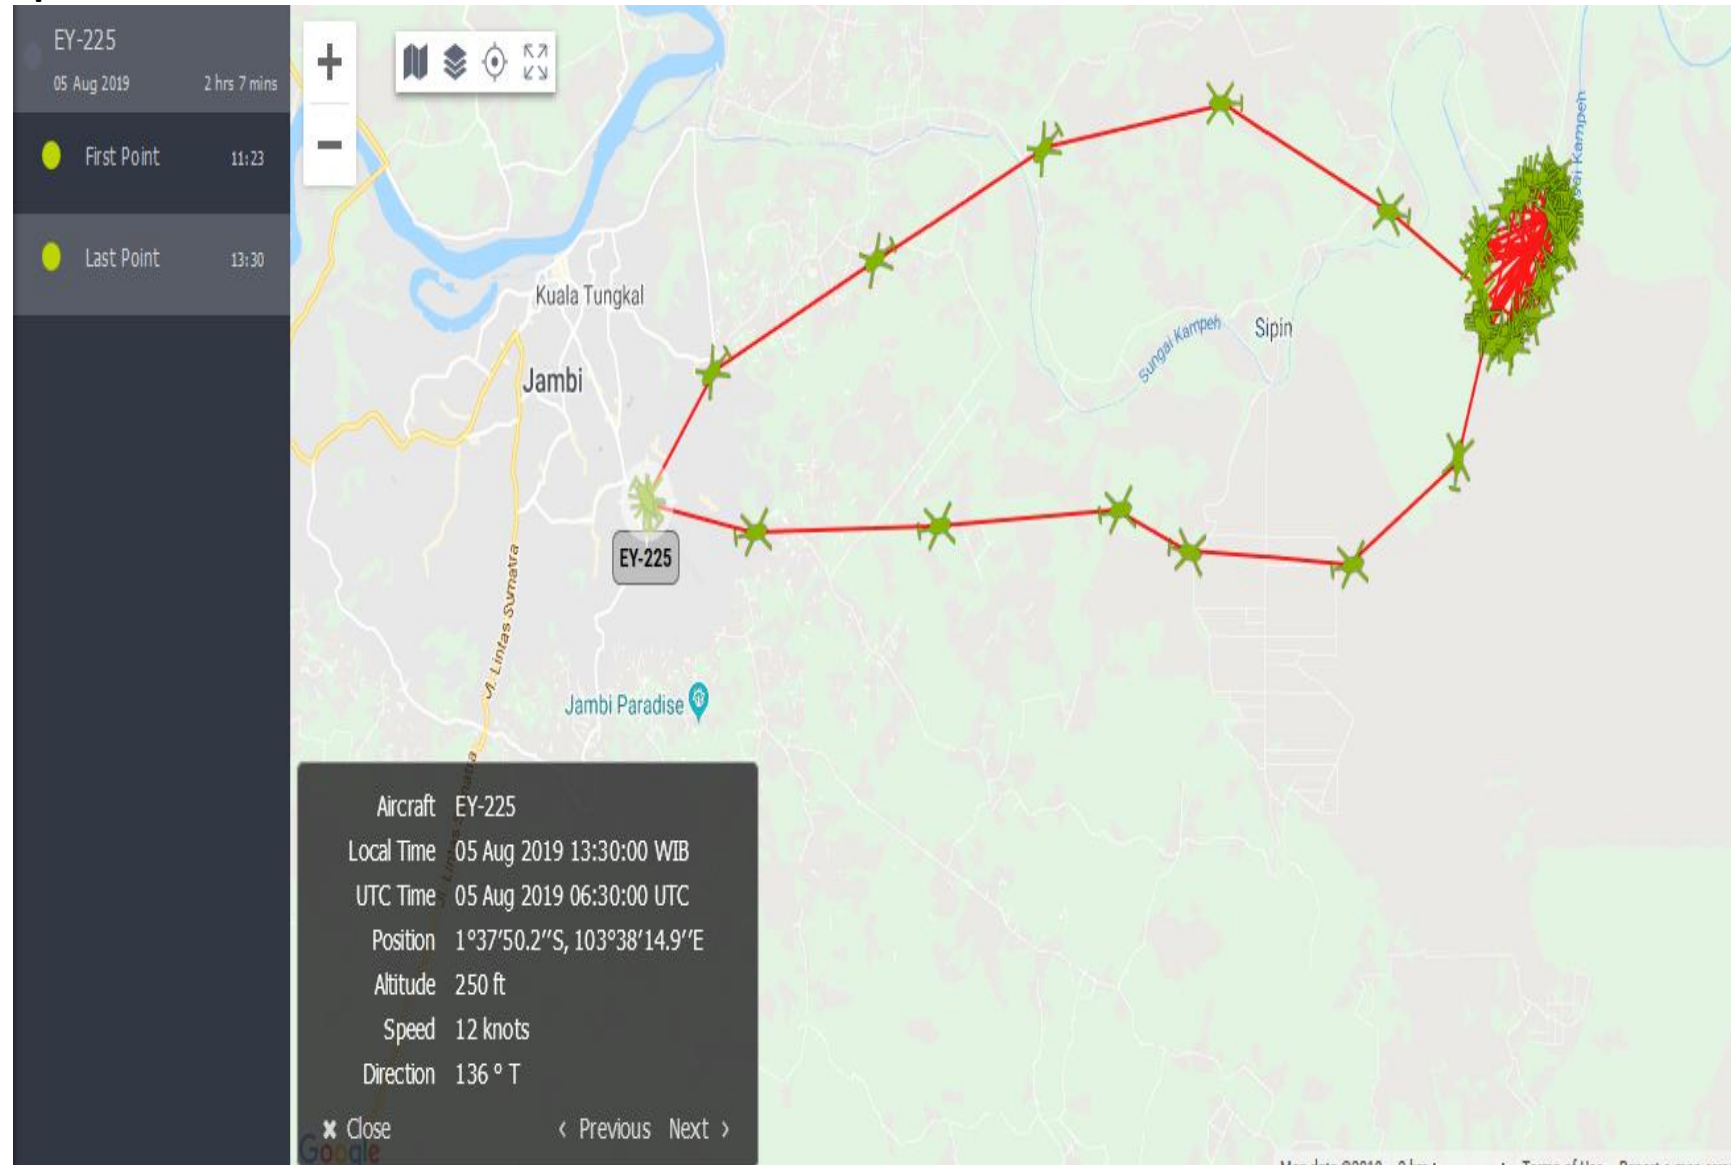 EY-225
05 Aug 2019 2 hrs 7 mins
First Point 11:23
Last Point 13:30
Kuala Tungkal
Jambi
EY-225
Jl. Lintas Sumatra
Jambi Paradise
Sungai Kampeh
Sipin
Kampeh
Aircraft EY-225
Local Time 05 Aug 2019 13:30:00 WIB
UTC Time 05 Aug 2019 06:30:00 UTC
Position 1°37'50.2''S, 103°38'14.9''E
Altitude 250 ft
Speed 12 knots
Direction 136 ° T
✖ Close ‹ Previous Next ›
Google